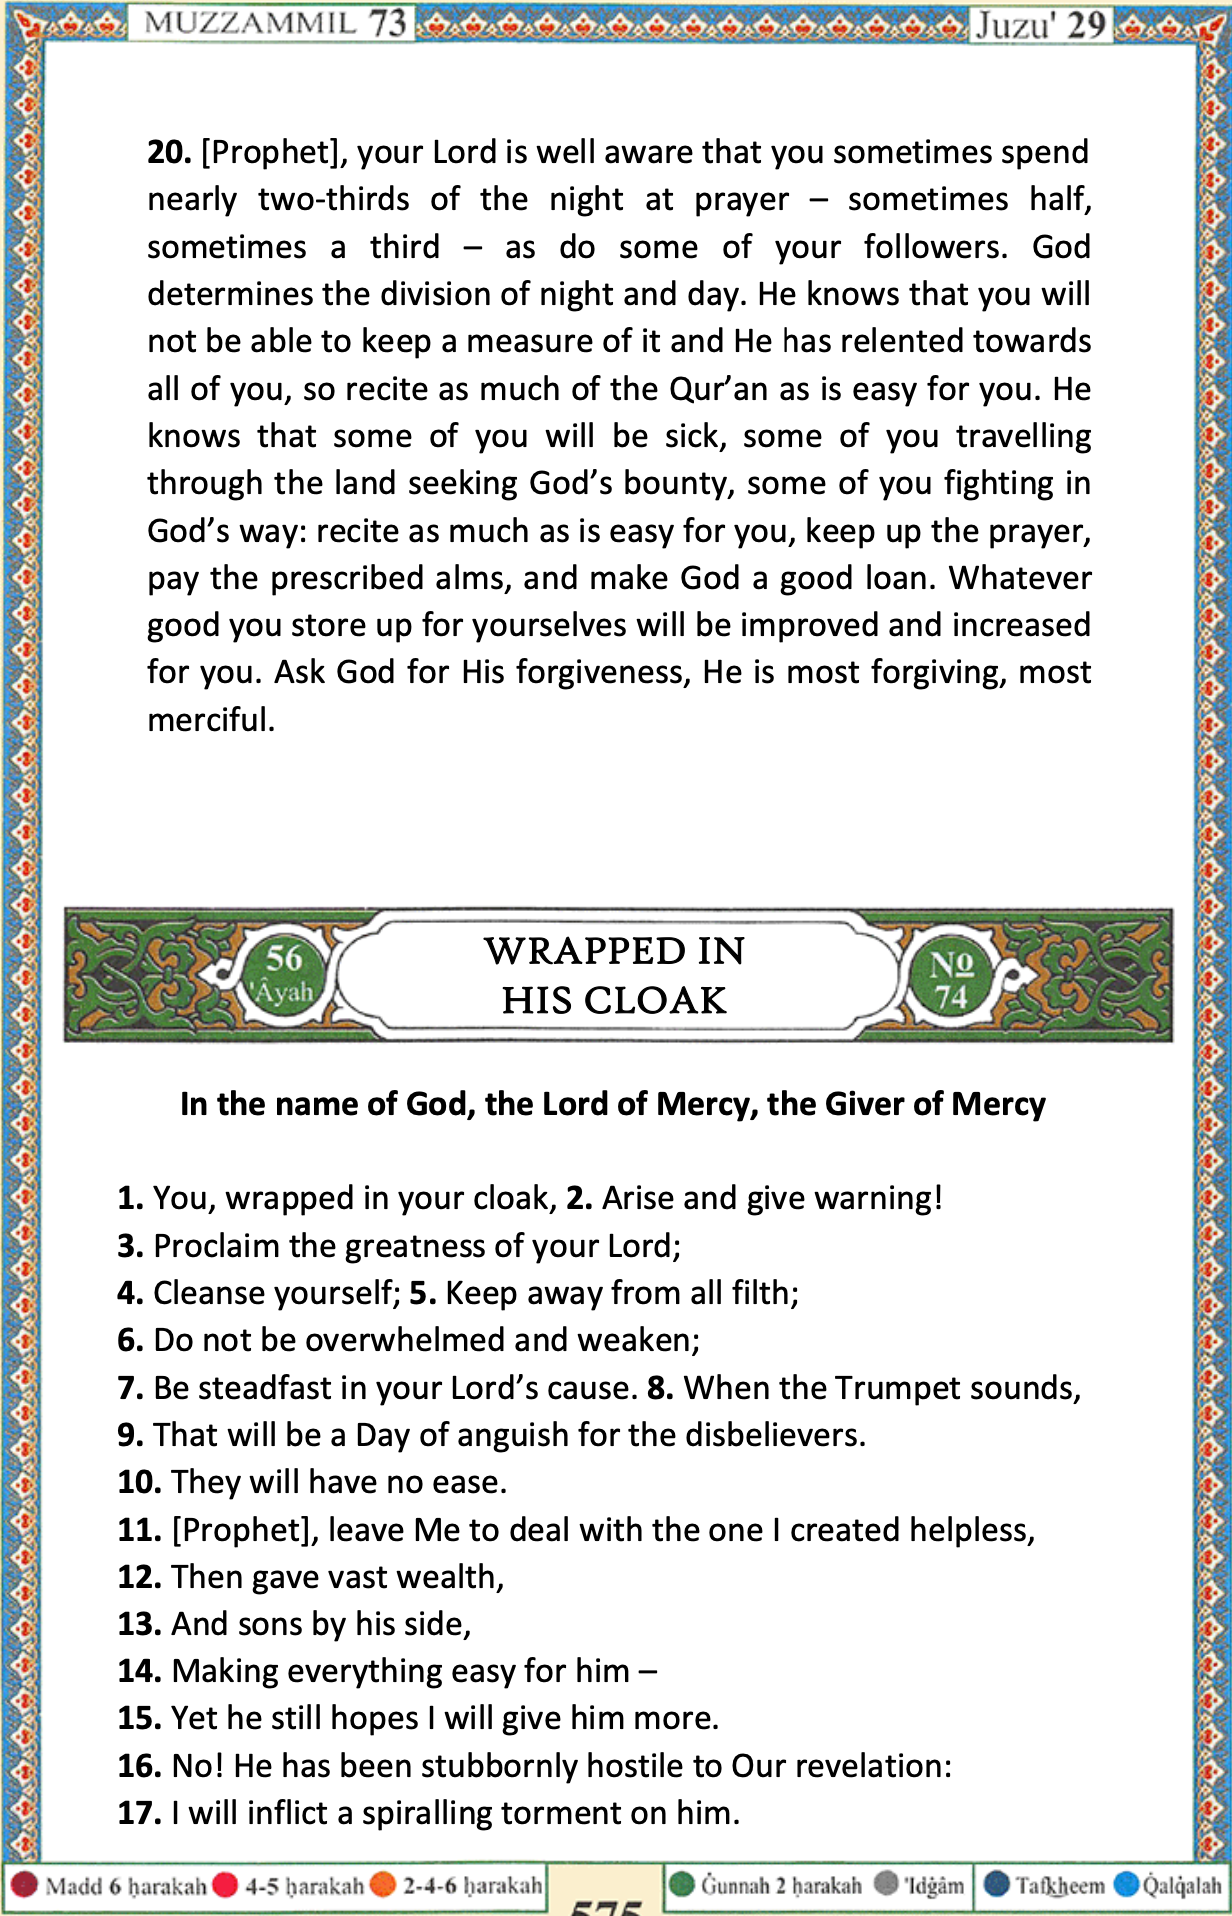 MUZZAMMIL 73
Juzu' 29
20. [Prophet], your Lord is well aware that you sometimes spend
nearly two-thirds of the night at prayer – sometimes half,
sometimes a third – as do some of your followers. God
determines the division of night and day. He knows that you will
not be able to keep a measure of it and He has relented towards
all of you, so recite as much of the Qur’an as is easy for you. He
knows that some of you will be sick, some of you travelling
through the land seeking God’s bounty, some of you fighting in
God’s way: recite as much as is easy for you, keep up the prayer,
pay the prescribed alms, and make God a good loan. Whatever
good you store up for yourselves will be improved and increased
for you. Ask God for His forgiveness, He is most forgiving, most
merciful.
56
'Âyah
WRAPPED IN
HIS CLOAK
No
74
In the name of God, the Lord of Mercy, the Giver of Mercy
1. You, wrapped in your cloak, 2. Arise and give warning!
3. Proclaim the greatness of your Lord;
4. Cleanse yourself; 5. Keep away from all filth;
6. Do not be overwhelmed and weaken;
7. Be steadfast in your Lord’s cause. 8. When the Trumpet sounds,
9. That will be a Day of anguish for the disbelievers.
10. They will have no ease.
11. [Prophet], leave Me to deal with the one I created helpless,
12. Then gave vast wealth,
13. And sons by his side,
14. Making everything easy for him –
15. Yet he still hopes I will give him more.
16. No! He has been stubbornly hostile to Our revelation:
17. I will inflict a spiralling torment on him.
Madd 6 ḥarakah 4-5 ḥarakah 2-4-6 ḥarakah
575
Ġunnah 2 ḥarakah 'Idġâm Tafkheem Q̇alq̇alah